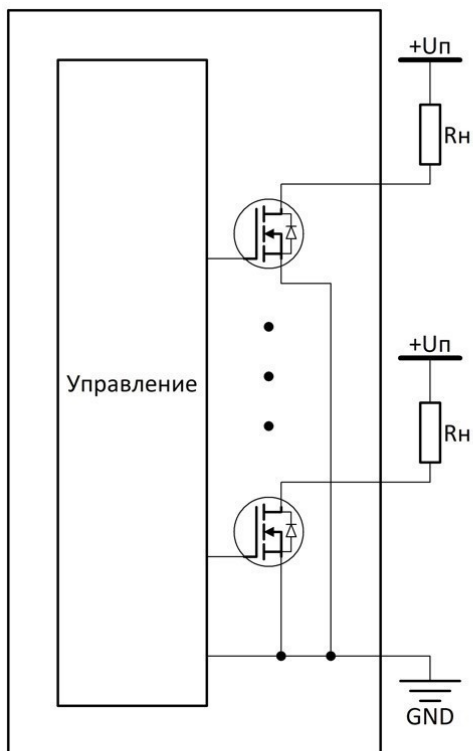 +Uп
Rн
+Uп
Управление
Rн
GND